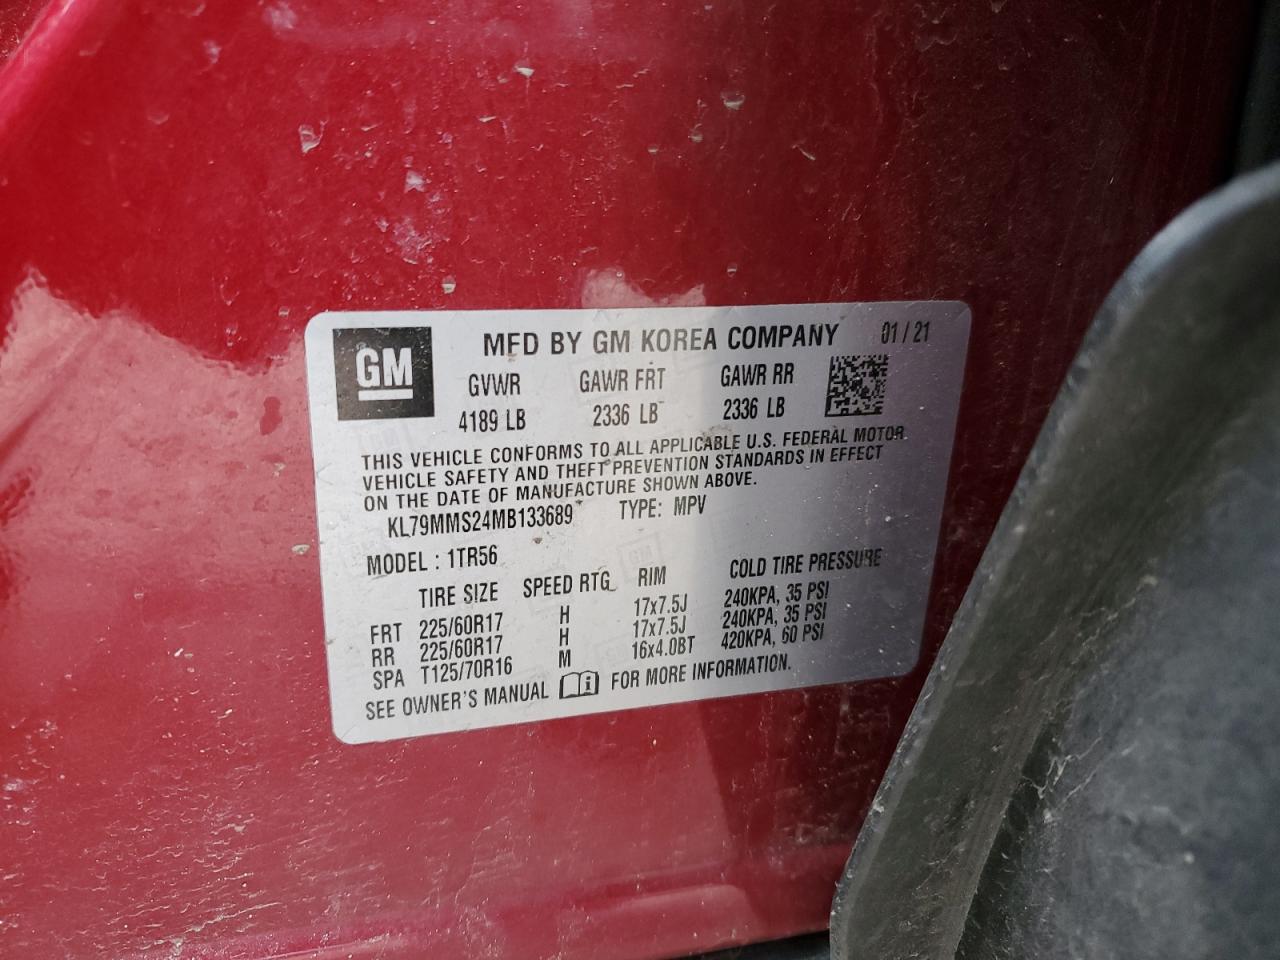 GM
MFD BY GM KOREA COMPANY 01 / 21
GVWR GAWR FRT GAWR RR
4189 LB 2336 LB 2336 LB
THIS VEHICLE CONFORMS TO ALL APPLICABLE U.S. FEDERAL MOTOR
VEHICLE SAFETY AND THEFT PREVENTION STANDARDS IN EFFECT
ON THE DATE OF MANUFACTURE SHOWN ABOVE.
KL79MMS24MB133689 TYPE: MPV
MODEL : 1TR56
TIRE SIZE SPEED RTG RIM COLD TIRE PRESSURE
FRT 225/60R17 H 17x7.5J 240KPA, 35 PSI
RR 225/60R17 H 17x7.5J 240KPA, 35 PSI
SPA T125/70R16 M 16x4.0BT 420KPA, 60 PSI
SEE OWNER'S MANUAL FOR MORE INFORMATION.